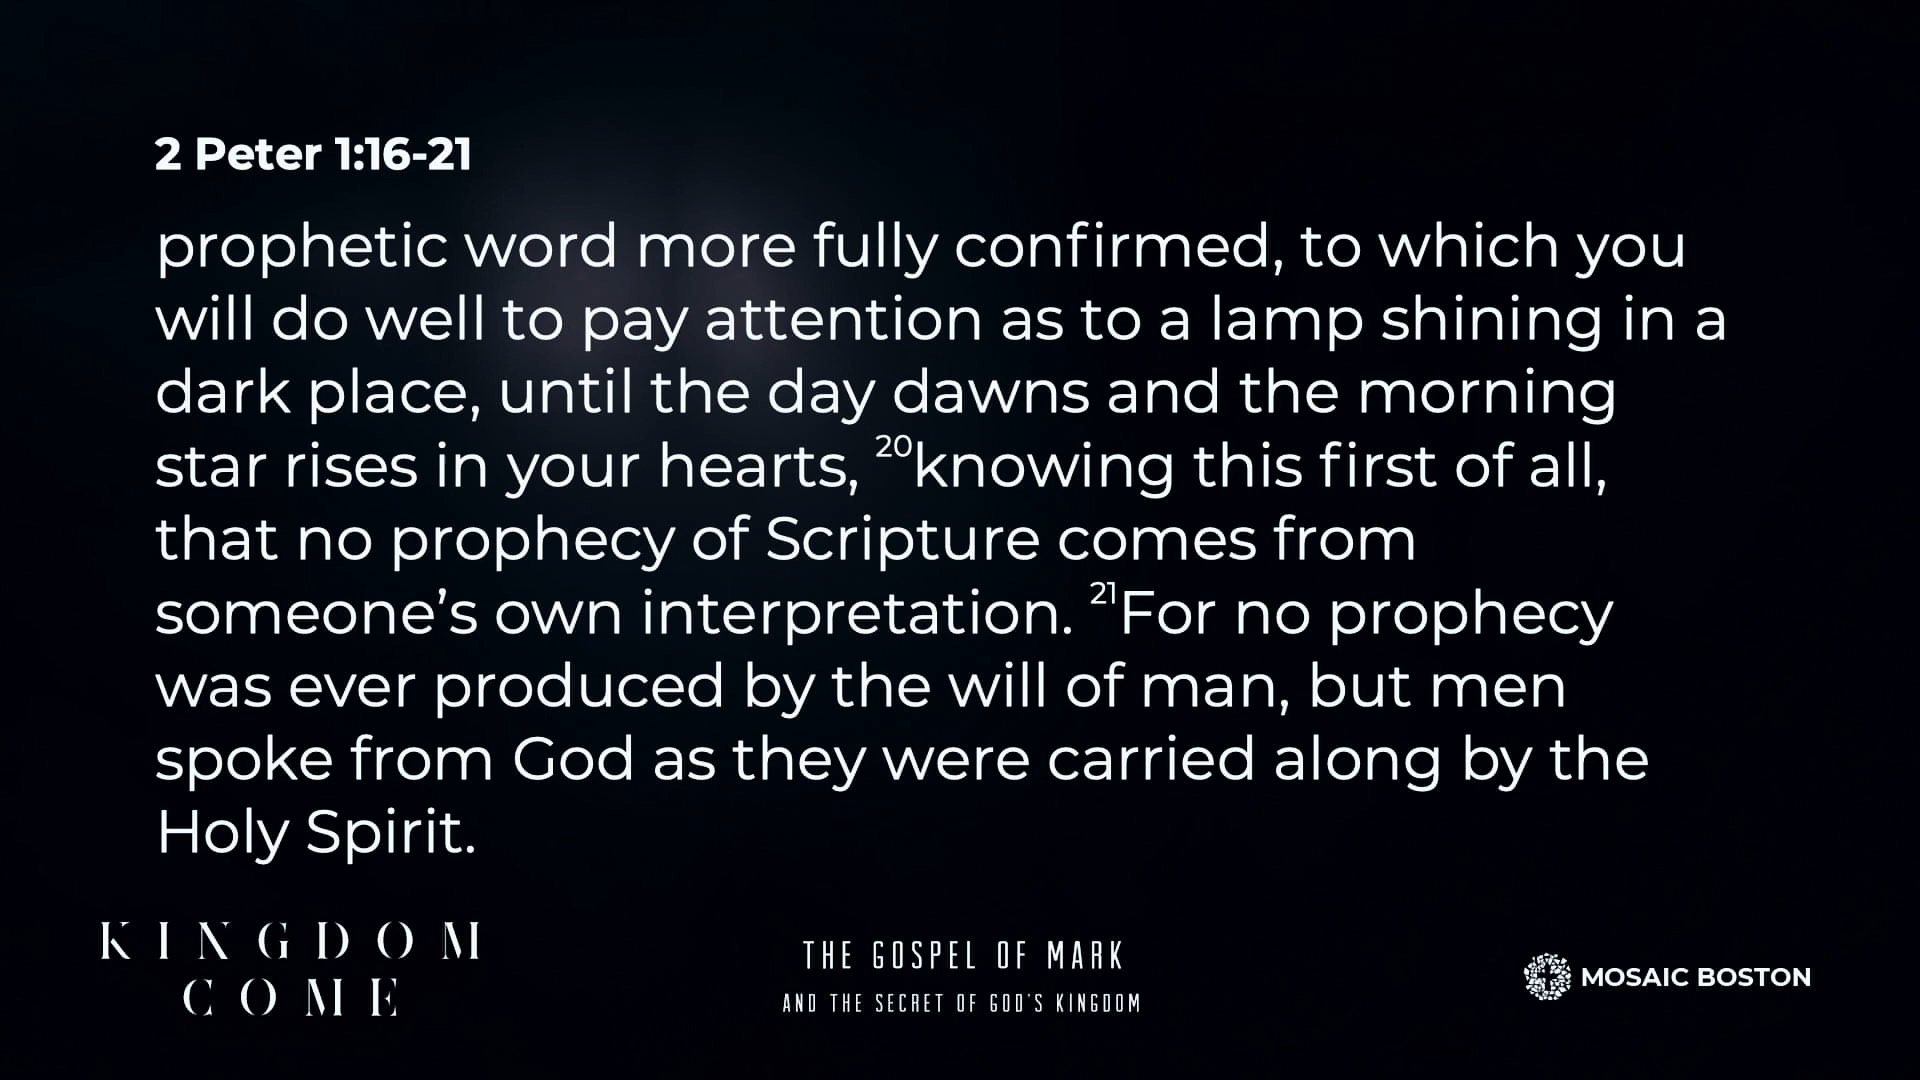 2 Peter 1:16-21
prophetic word more fully confirmed, to which you
will do well to pay attention as to a lamp shining in a
dark place, until the day dawns and the morning
star rises in your hearts, 20knowing this first of all,
that no prophecy of Scripture comes from
someone’s own interpretation. 21For no prophecy
was ever produced by the will of man, but men
spoke from God as they were carried along by the
Holy Spirit.
KINGDOM
COME
THE GOSPEL OF MARK
AND THE SECRET OF GOD'S KINGDOM
MOSAIC BOSTON